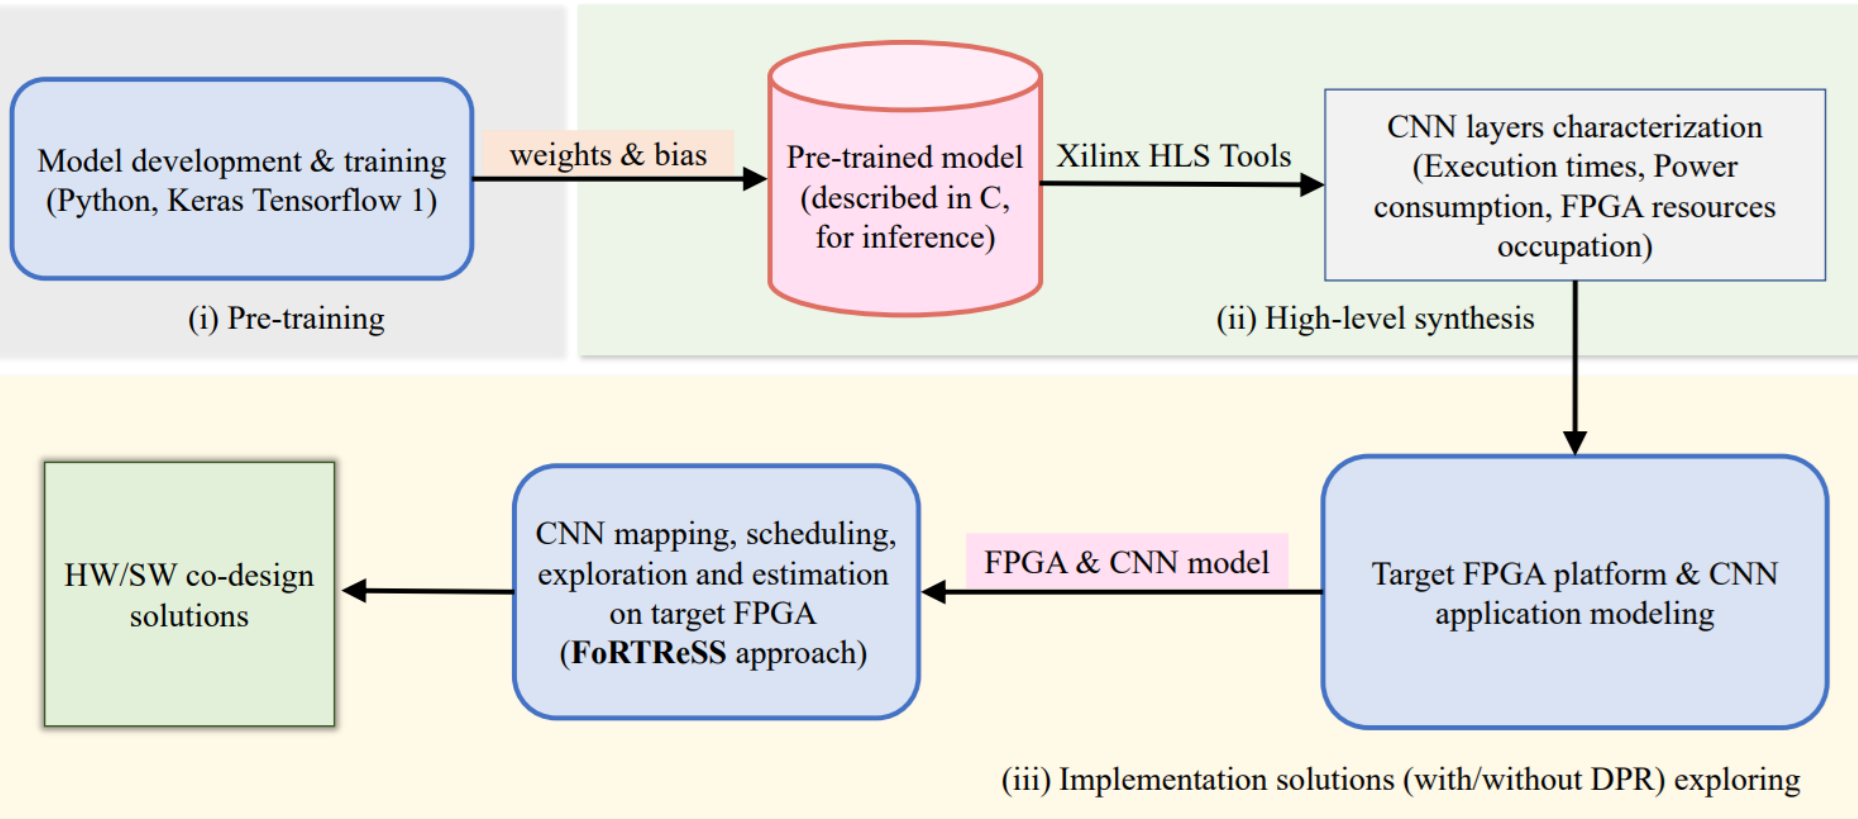 Model development & training
(Python, Keras Tensorflow 1)
weights & bias
Pre-trained model
(described in C,
for inference)
Xilinx HLS Tools
CNN layers characterization
(Execution times, Power
consumption, FPGA resources
occupation)
(i) Pre-training
(ii) High-level synthesis
Target FPGA platform & CNN
application modeling
FPGA & CNN model
CNN mapping, scheduling,
exploration and estimation
on target FPGA
(FoRTReSS approach)
HW/SW co-design
solutions
(iii) Implementation solutions (with/without DPR) exploring